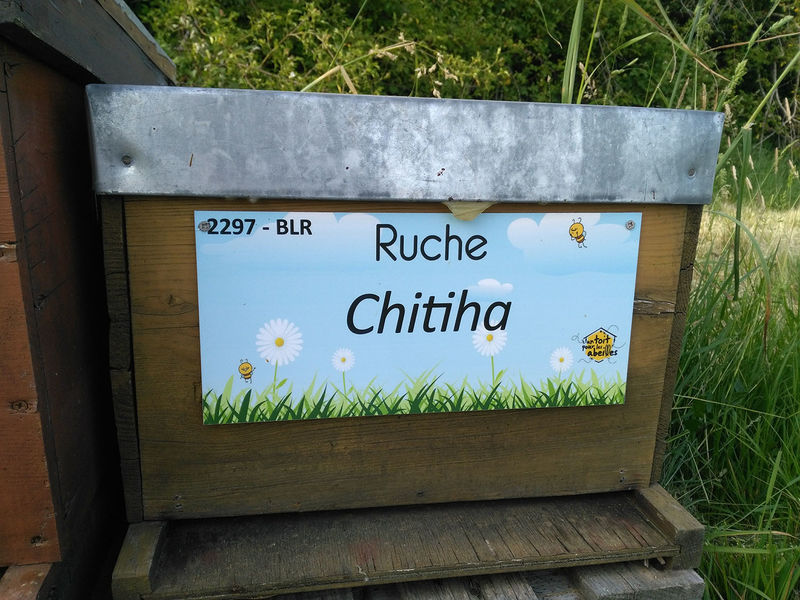 2297 - BLR
Ruche
Chitiha
un toit
pour les
abeilles